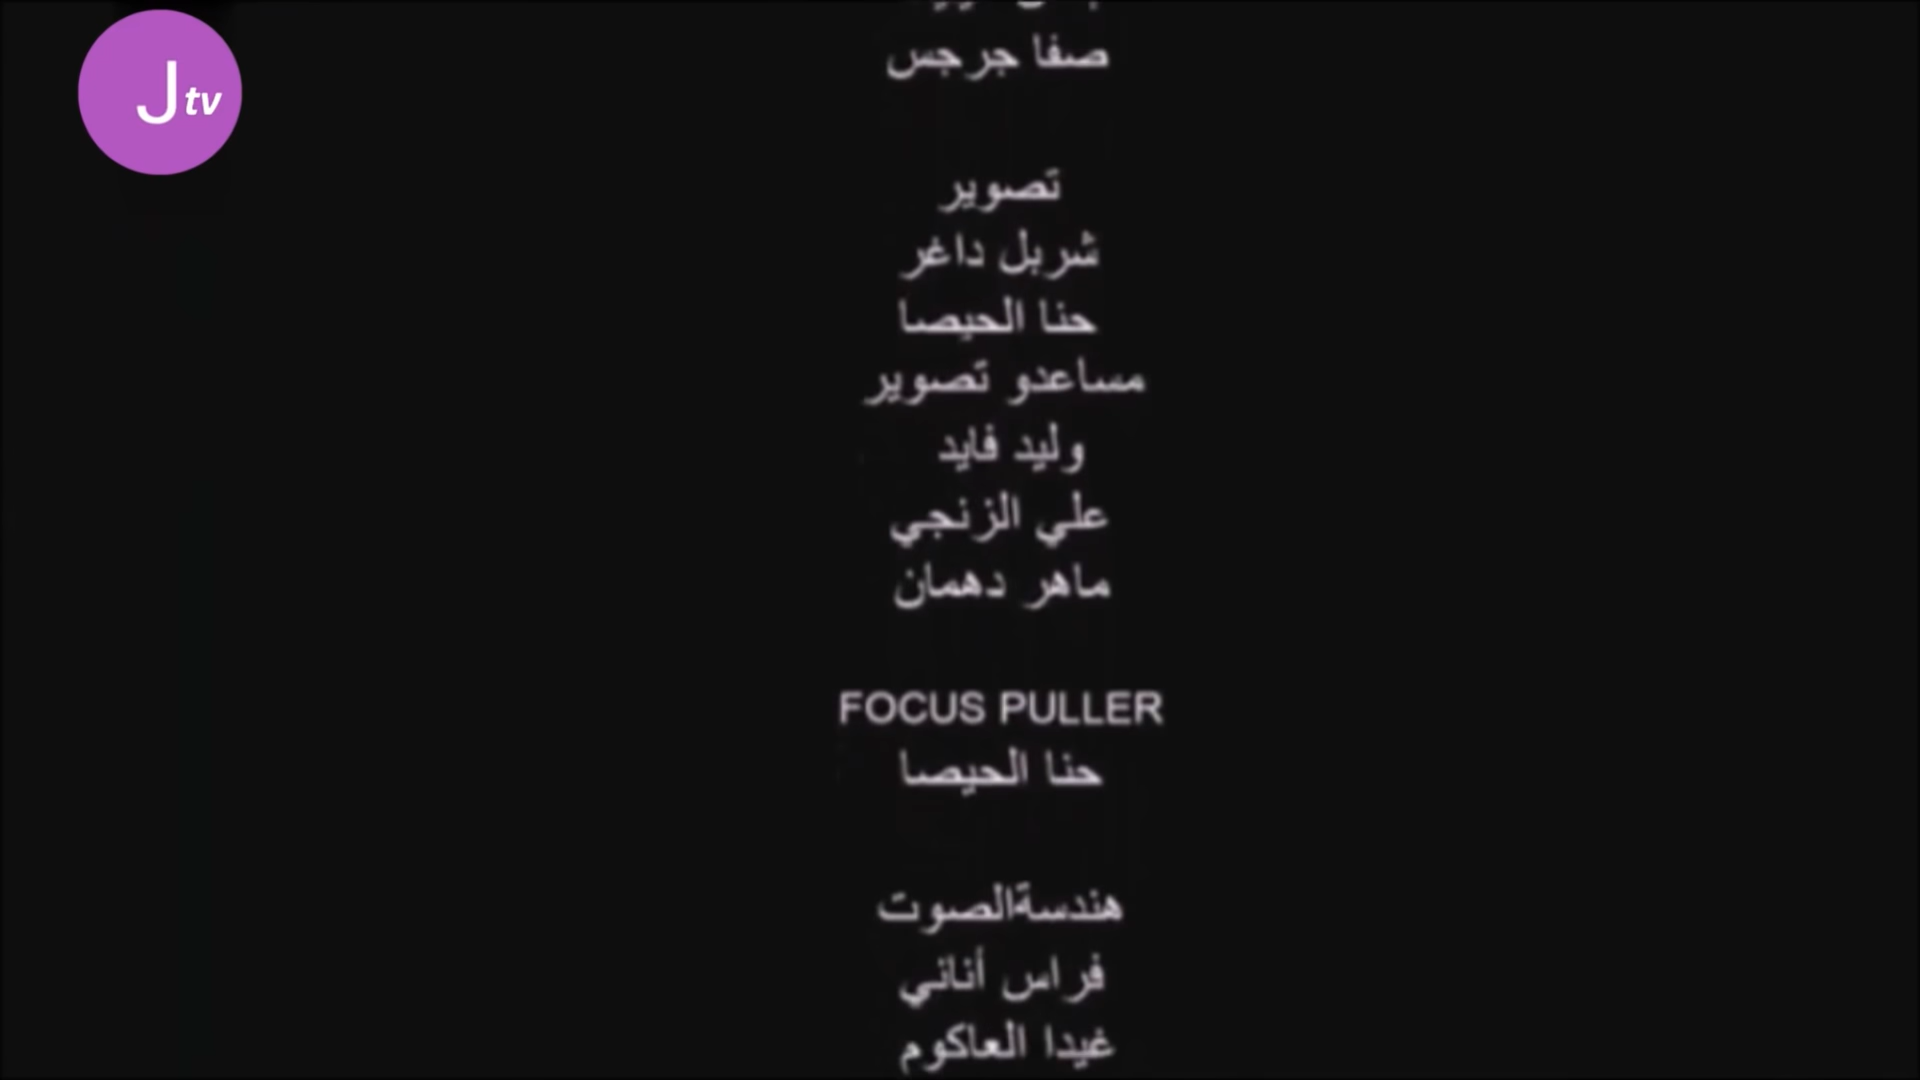 Jtv
صفا جرجس
تصوير
شربل داغر
حنا الحيصا
مساعدو تصوير
وليد فايد
علي الزنجي
ماهر دهمان
FOCUS PULLER
حنا الحيصا
هندسةالصوت
فراس أناني
غيدا العاكوم